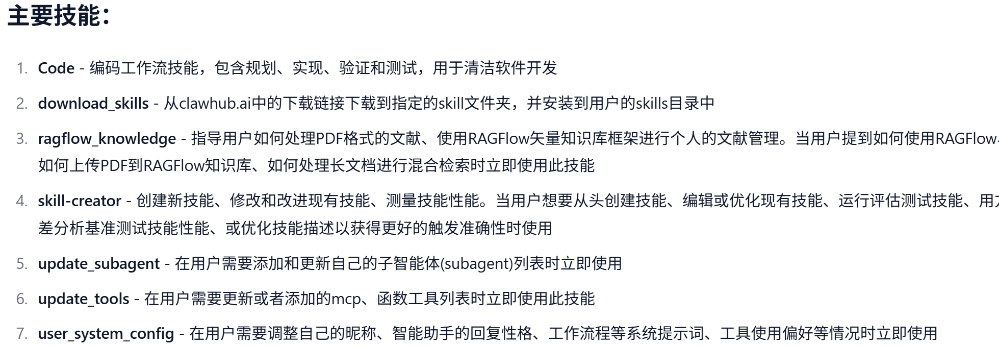 主要技能：
1. Code - 编码工作流技能，包含规划、实现、验证和测试，用于清洁软件开发
2. download_skills - 从clawhub.ai中的下载链接下载到指定的skill文件夹，并安装到用户的skills目录中
3. ragflow_knowledge - 指导用户如何处理PDF格式的文献、使用RAGFlow矢量知识库框架进行个人的文献管理。当用户提到如何使用RAGFlow、
如何上传PDF到RAGFlow知识库、如何处理长文档进行混合检索时立即使用此技能
4. skill-creator - 创建新技能、修改和改进现有技能、测量技能性能。当用户想要从头创建技能、编辑或优化现有技能、运行评估测试技能、用方
差分析基准测试技能性能、或优化技能描述以获得更好的触发准确性时使用
5. update_subagent - 在用户需要添加和更新自己的子智能体(subagent)列表时立即使用
6. update_tools - 在用户需要更新或者添加的mcp、函数工具列表时立即使用此技能
7. user_system_config - 在用户需要调整自己的昵称、智能助手的回复性格、工作流程等系统提示词、工具使用偏好等情况时立即使用